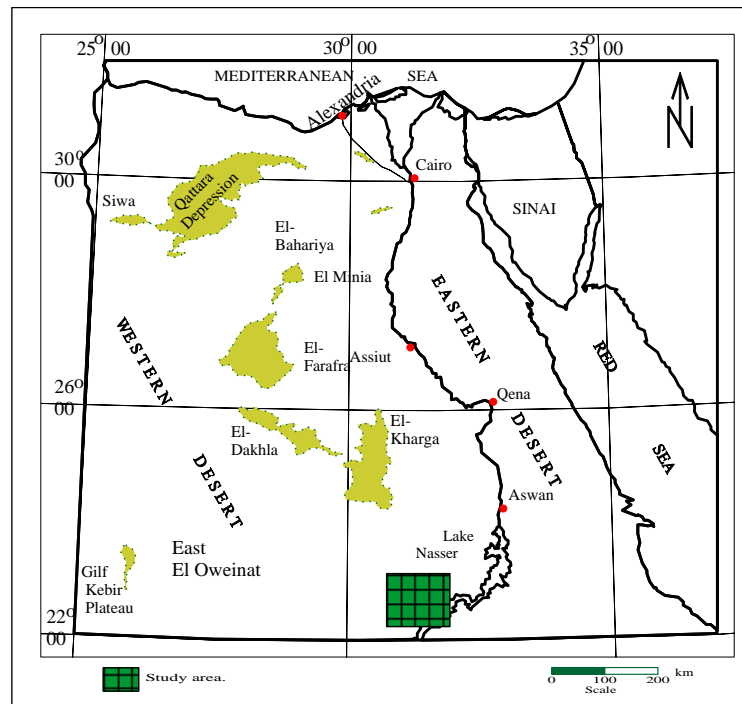 25° 00
30° 00
35° 00
MEDITERRANEAN SEA
Alexandria
30° 00
Cairo
Qattara
Depression
Siwa
SINAI
El-
Bahariya
El Minia
EASTERN
WESTERN
RED
El-
Farafra
Assiut
26°
00
Qena
El-
Dakhla
El-
Kharga
DESERT
SEA
DESERT
Aswan
Lake
Nasser
East
El Oweinat
Gilf
Kebir
Plateau
22°
00
N
Study area.
0 100 200 km
Scale